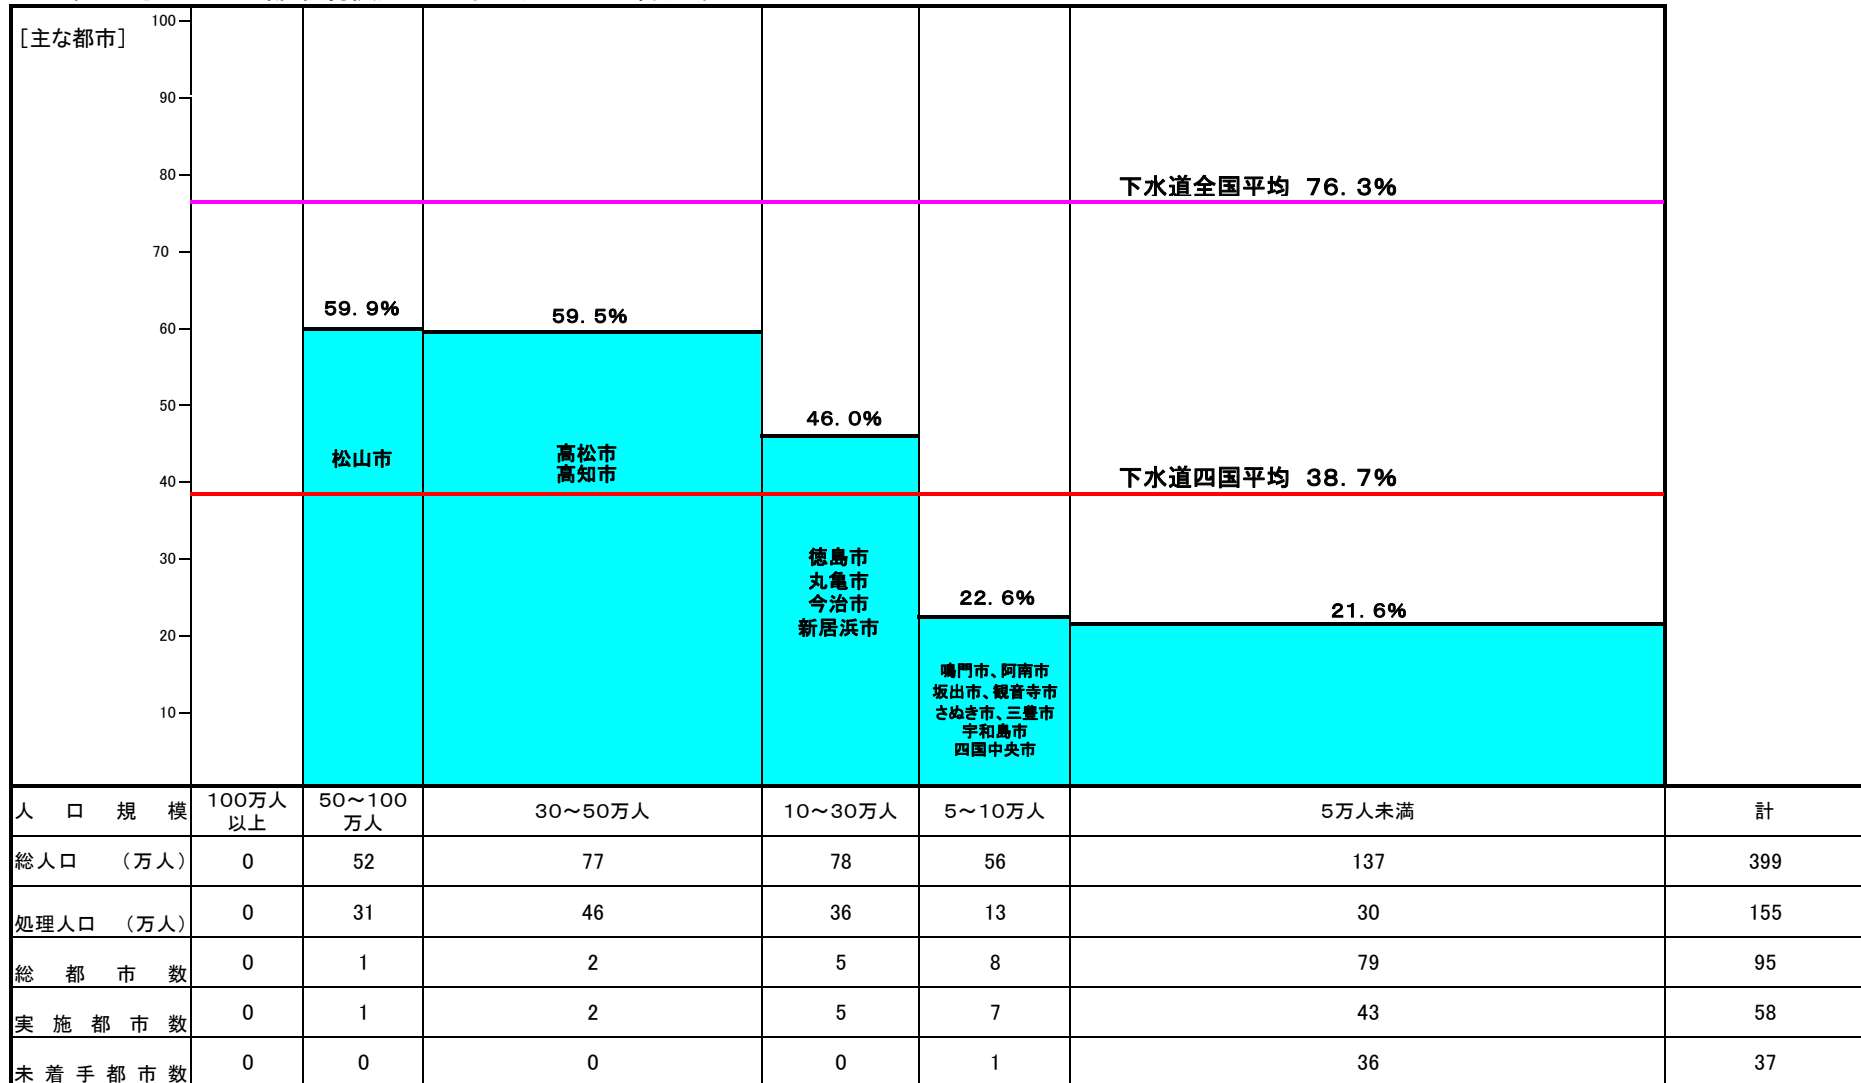 100
[主な都市]
90
80
下水道全国平均 76.3%
70
59.9%
59.5%
60
50
46.0%
松山市
高松市
高知市
下水道四国平均 38.7%
40
30
徳島市
丸亀市
今治市
新居浜市
22.6%
21.6%
20
鳴門市、阿南市
坂出市、観音寺市
さぬき市、三豊市
宇和島市
四国中央市
10
人口規模 100万人以上 50~100万人 30~50万人 10~30万人 5~10万人 5万人未満 計
総人口 (万人) 0 52 77 78 56 137 399
処理人口 (万人) 0 31 46 36 13 30 155
総都市数 0 1 2 5 8 79 95
実施都市数 0 1 2 5 7 43 58
未着手都市数 0 0 0 0 1 36 37